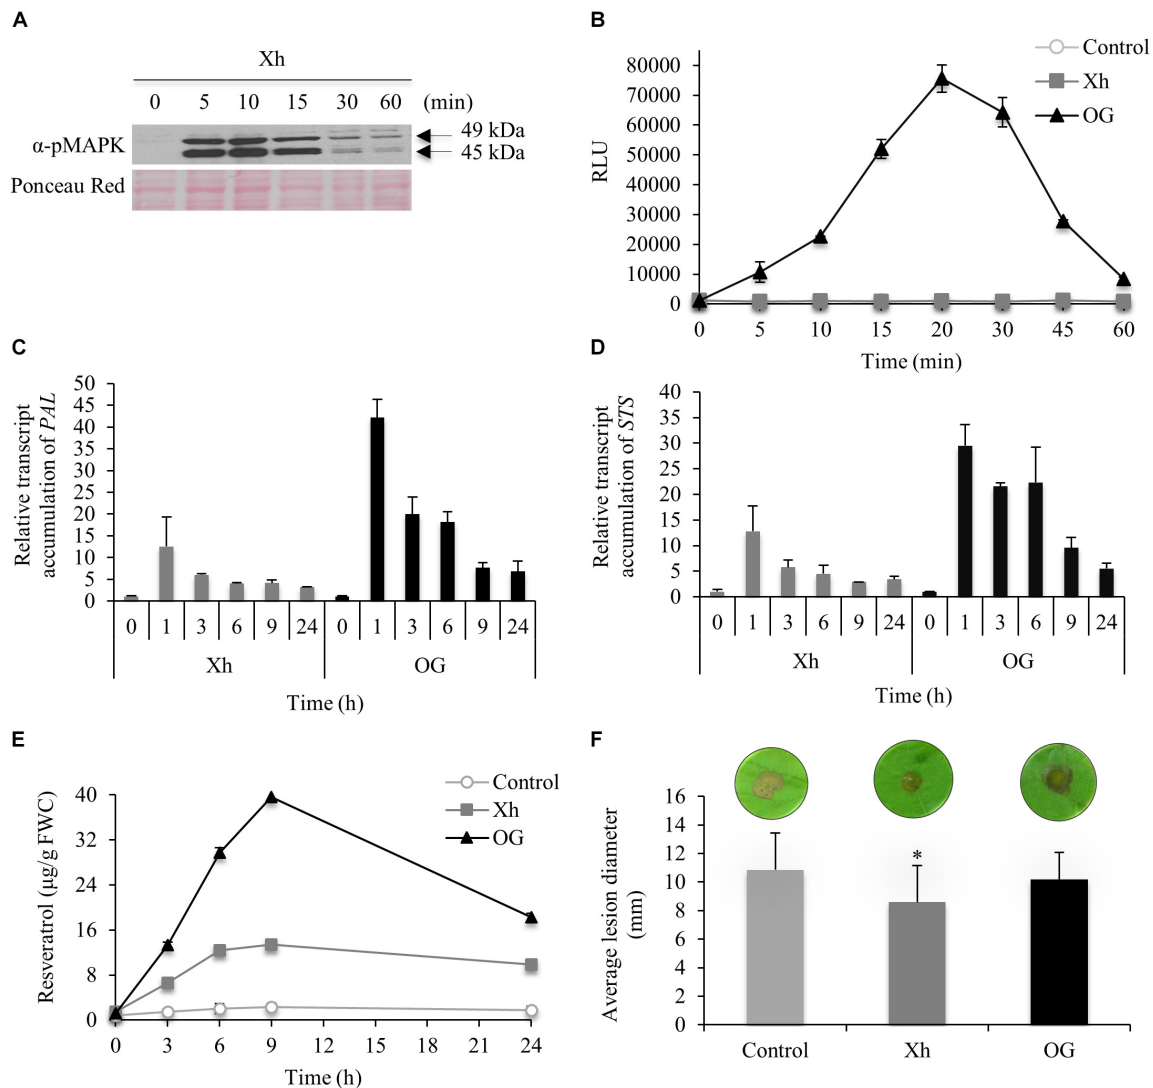 A
Xh
0 5 10 15 30 60 (min)
α-pMAPK
49 kDa
45 kDa
Ponceau Red
B
Control
Xh
OG
RLU
80000
70000
60000
50000
40000
30000
20000
10000
0
0 5 10 15 20 30 45 60
Time (min)
C
Relative transcript
accumulation of PAL
50
45
40
35
30
25
20
15
10
5
0
0 1 3 6 9 24 0 1 3 6 9 24
Xh OG
Time (h)
D
Relative transcript
accumulation of STS
40
35
30
25
20
15
10
5
0
0 1 3 6 9 24 0 1 3 6 9 24
Xh OG
Time (h)
E
Control
Xh
OG
Resveratrol (µg/g FWC)
40
32
24
16
8
0
0 3 6 9 12 15 18 21 24
Time (h)
F
Average lesion diameter
(mm)
16
14
12
10
8
6
4
2
0
*
Control Xh OG